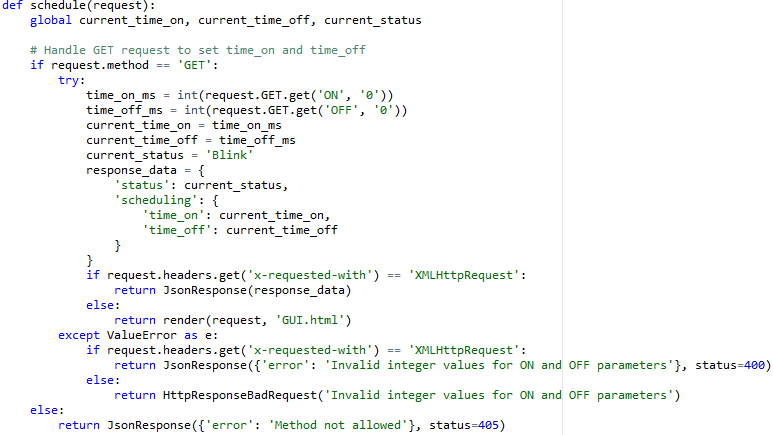 def schedule(request):
    global current_time_on, current_time_off, current_status

    # Handle GET request to set time_on and time_off
    if request.method == 'GET':
        try:
            time_on_ms = int(request.GET.get('ON', '0'))
            time_off_ms = int(request.GET.get('OFF', '0'))
            current_time_on = time_on_ms
            current_time_off = time_off_ms
            current_status = 'Blink'
            response_data = {
                'status': current_status,
                'scheduling': {
                    'time_on': current_time_on,
                    'time_off': current_time_off
                }
            }
            if request.headers.get('x-requested-with') == 'XMLHttpRequest':
                return JsonResponse(response_data)
            else:
                return render(request, 'GUI.html')
        except ValueError as e:
            if request.headers.get('x-requested-with') == 'XMLHttpRequest':
                return JsonResponse({'error': 'Invalid integer values for ON and OFF parameters'}, status=400)
            else:
                return HttpResponseBadRequest('Invalid integer values for ON and OFF parameters')
    else:
        return JsonResponse({'error': 'Method not allowed'}, status=405)